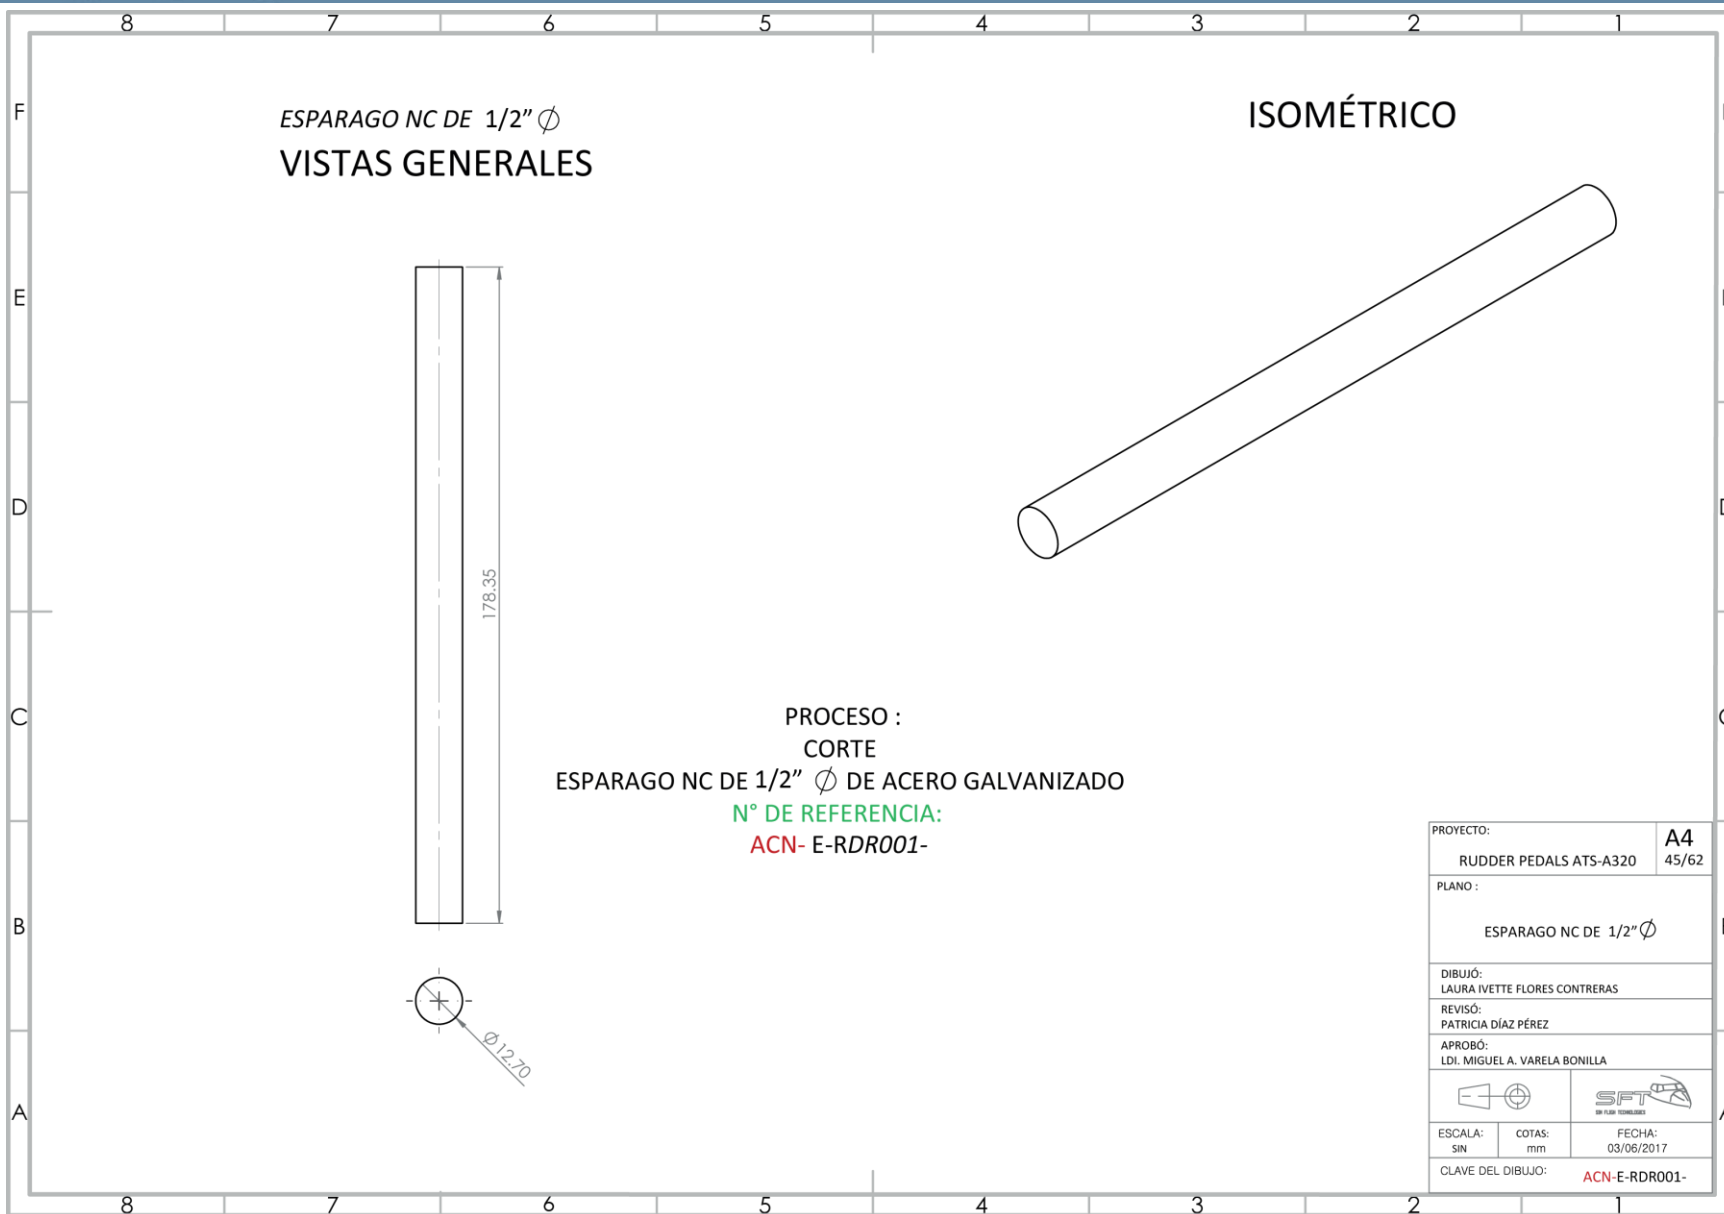 8 7 6 5 4 3 2 1
F
E
D
C
B
A
ESPARAGO NC DE 1/2” ∅
VISTAS GENERALES
ISOMÉTRICO
178.35
∅12.70
PROCESO :
CORTE
ESPARAGO NC DE 1/2” ∅ DE ACERO GALVANIZADO
N° DE REFERENCIA:
ACN- E-RDR001-
PROYECTO:
RUDDER PEDALS ATS-A320
A4
45/62
PLANO :
ESPARAGO NC DE 1/2” ∅
DIBUJÓ:
LAURA IVETTE FLORES CONTRERAS
REVISÓ:
PATRICIA DÍAZ PÉREZ
APROBÓ:
LDI. MIGUEL A. VARELA BONILLA
SFT
ESCALA:
SIN
COTAS:
mm
FECHA:
03/06/2017
CLAVE DEL DIBUJO:
ACN-E-RDR001-
8 7 6 5 4 3 2 1